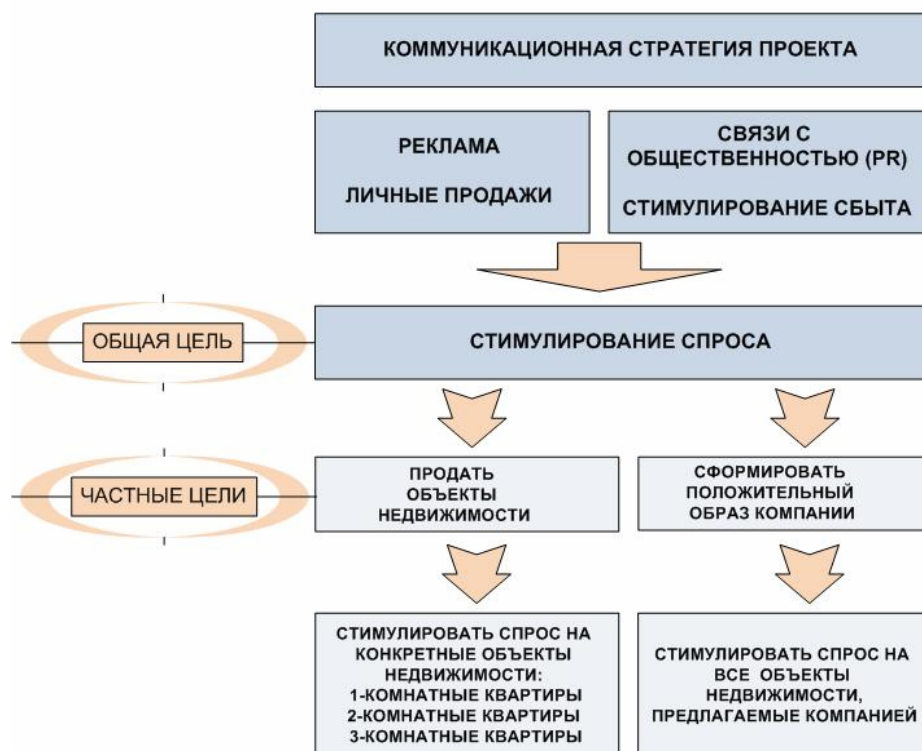 КОММУНИКАЦИОННАЯ СТРАТЕГИЯ ПРОЕКТА
РЕКЛАМА
ЛИЧНЫЕ ПРОДАЖИ
СВЯЗИ С
ОБЩЕСТВЕННОСТЬЮ (PR)
СТИМУЛИРОВАНИЕ СБЫТА
ОБЩАЯ ЦЕЛЬ
СТИМУЛИРОВАНИЕ СПРОСА
ЧАСТНЫЕ ЦЕЛИ
ПРОДАТЬ
ОБЪЕКТЫ
НЕДВИЖИМОСТИ
СФОРМИРОВАТЬ
ПОЛОЖИТЕЛЬНЫЙ
ОБРАЗ КОМПАНИИ
СТИМУЛИРОВАТЬ СПРОС НА
КОНКРЕТНЫЕ ОБЪЕКТЫ
НЕДВИЖИМОСТИ:
1-КОМНАТНЫЕ КВАРТИРЫ
2-КОМНАТНЫЕ КВАРТИРЫ
3-КОМНАТНЫЕ КВАРТИРЫ
СТИМУЛИРОВАТЬ СПРОС НА
ВСЕ ОБЪЕКТЫ
НЕДВИЖИМОСТИ,
ПРЕДЛАГАЕМЫЕ КОМПАНИЕЙ